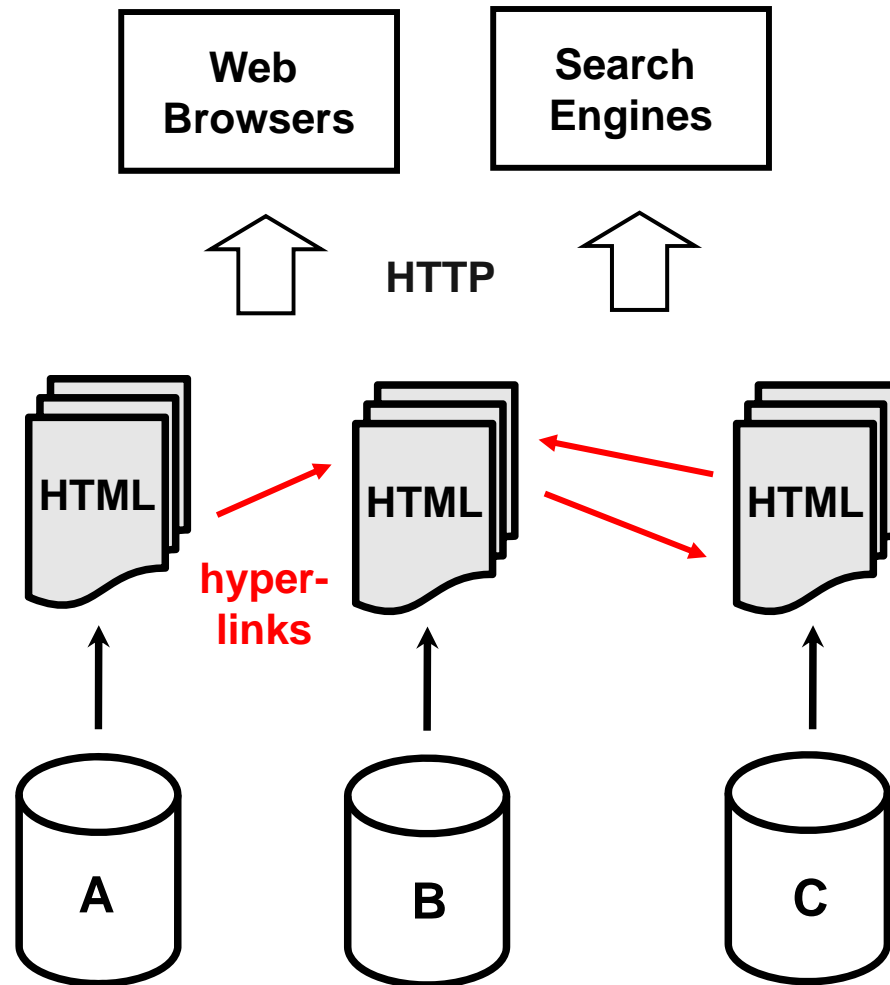 Web
Browsers
Search
Engines
HTTP
HTML
HTML
HTML
hyper-
links
A
B
C